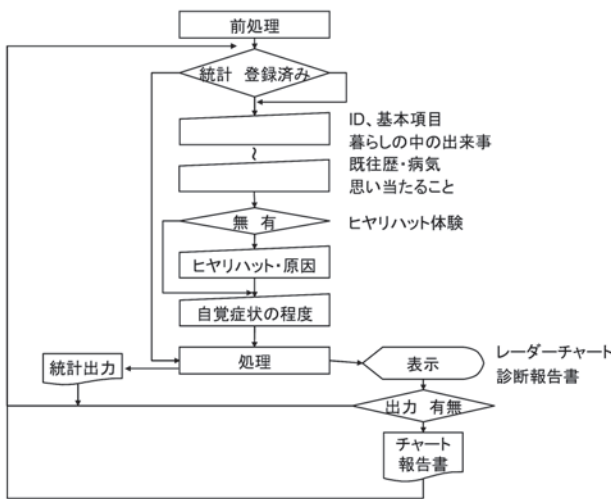 前処理
統計 登録済み
ID、基本項目
暮らしの中の出来事
既往歴・病気
思い当たること
無 有
ヒヤリハット体験
ヒヤリハット・原因
自覚症状の程度
処理
表示
レーダーチャート
診断報告書
統計出力
出力 有無
チャート
報告書